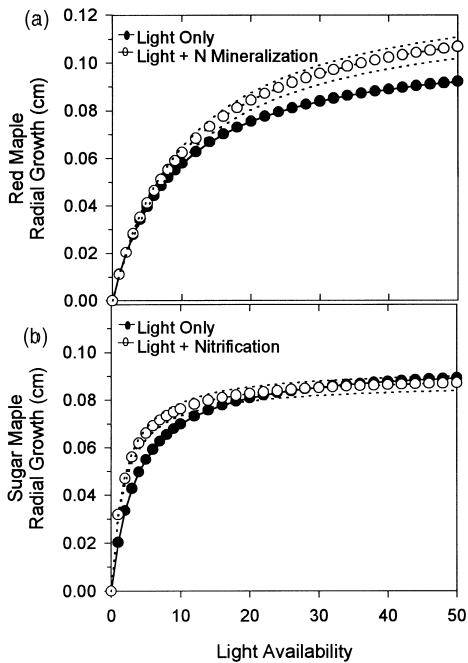 (a)
0.12
0.10
0.08
0.06
0.04
0.02
0.00
Red Maple
Radial Growth (cm)
Light Only
Light + N Mineralization
(b)
0.10
0.08
0.06
0.04
0.02
0.00
Sugar Maple
Radial Growth (cm)
Light Only
Light + Nitrification
0 10 20 30 40 50
Light Availability